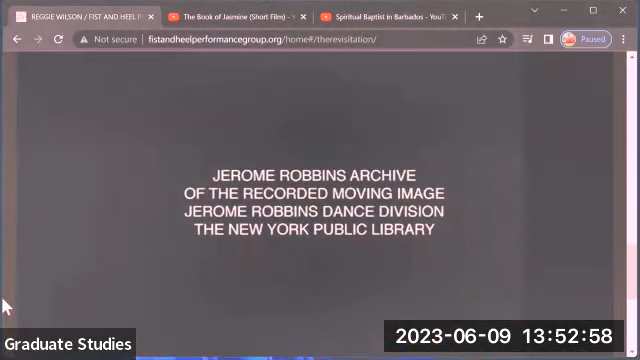 REGGIE WILSON / FIST AND HEEL P
The Book of Jasmine (Short Film) -
Spiritual Baptist in Barbados - YouT
Not secure
fistandheelperformancegroup.org/home#/therevisitation/
Paused
JEROME ROBBINS ARCHIVE
OF THE RECORDED MOVING IMAGE
JEROME ROBBINS DANCE DIVISION
THE NEW YORK PUBLIC LIBRARY
Graduate Studies
2023-06-09 13:52:58